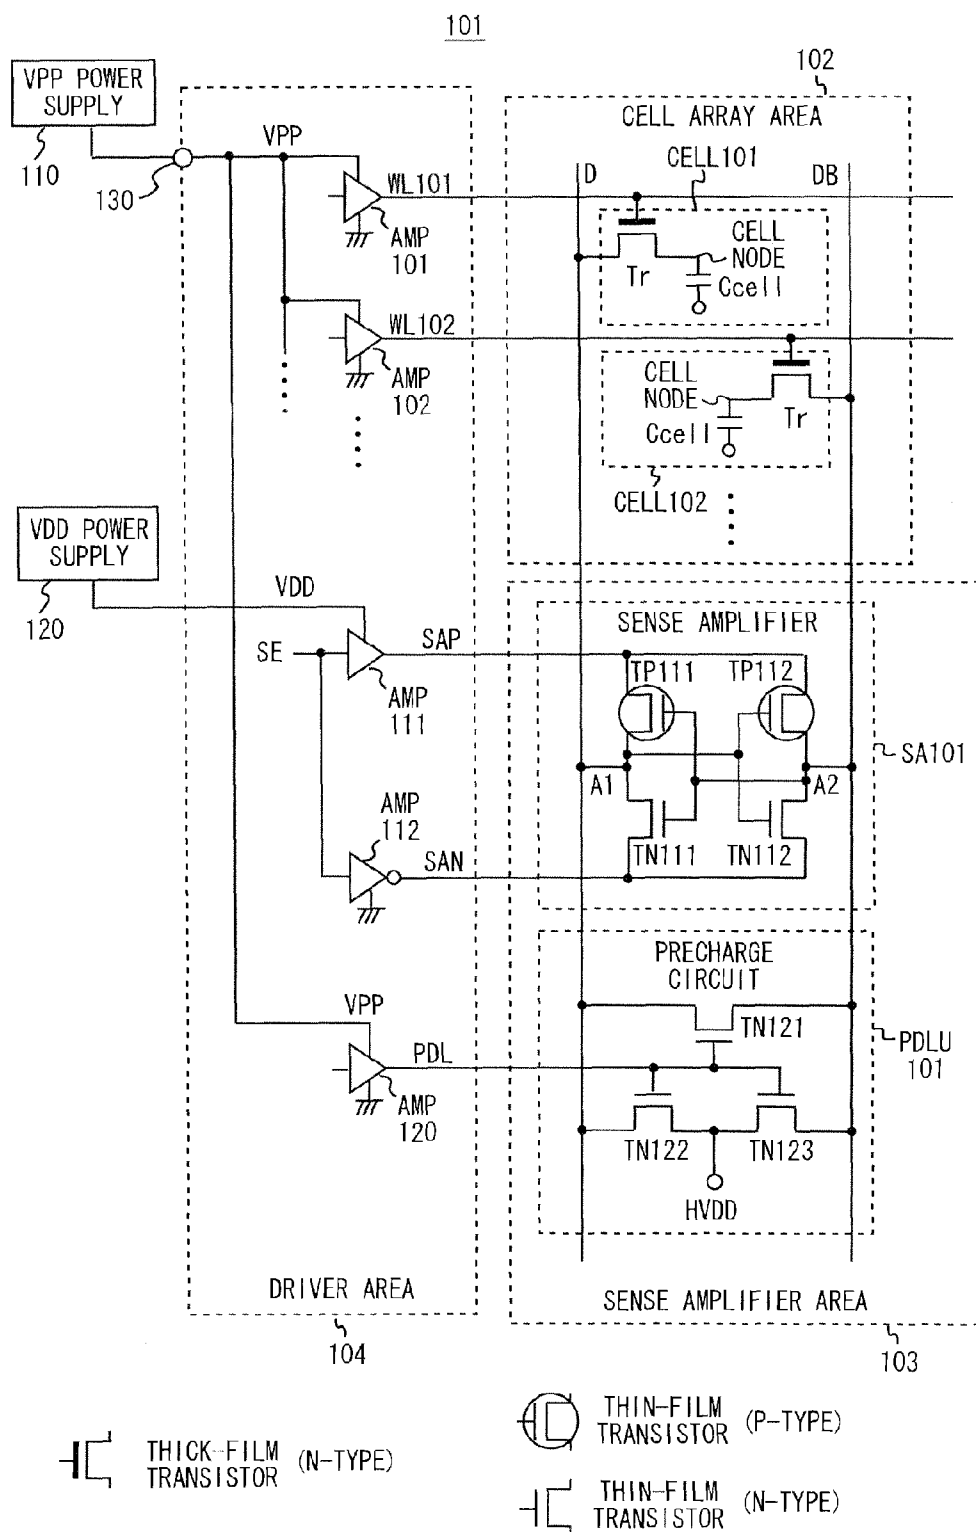 101
VPP POWER
SUPPLY
110
130
VPP
WL101
AMP
101
WL102
AMP
102
102
CELL ARRAY AREA
CELL101
D
DB
CELL
NODE
Tr
Ccell
CELL
NODE
Ccell
Tr
CELL102
VDD POWER
SUPPLY
120
VDD
SE
SAP
AMP
111
AMP
112
SAN
SENSE AMPLIFIER
TP111
TP112
A1
A2
TN111
TN112
SA101
VPP
PDL
AMP
120
PRECHARGE
CIRCUIT
TN121
TN122
TN123
HVDD
PDLU
101
DRIVER AREA
104
SENSE AMPLIFIER AREA
103
THICK-FILM
TRANSISTOR (N-TYPE)
THIN-FILM
TRANSISTOR (P-TYPE)
THIN-FILM
TRANSISTOR (N-TYPE)